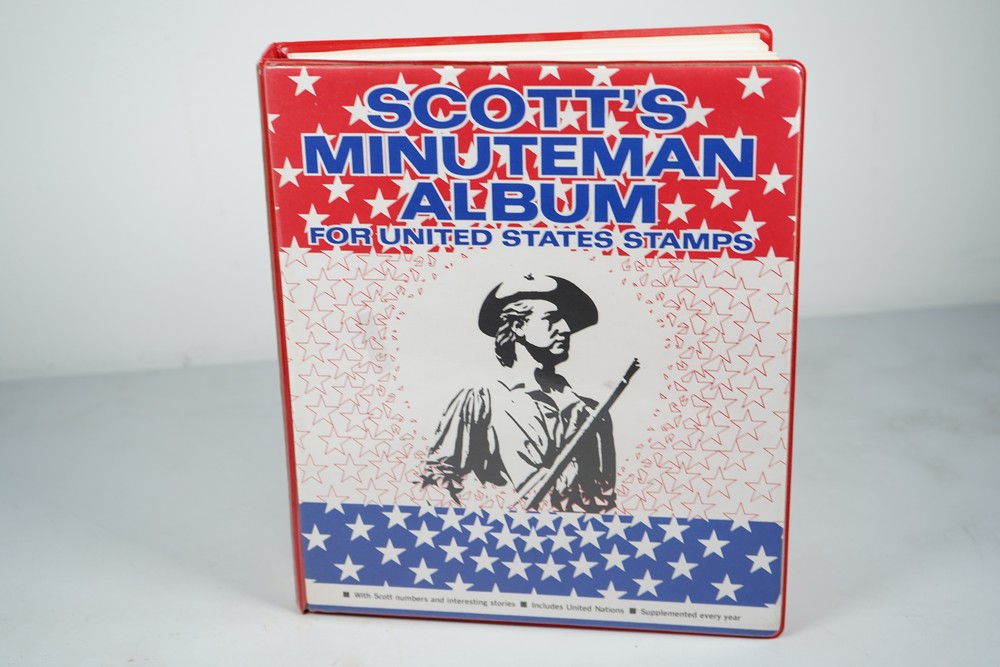 SCOTT'S
MINUTEMAN
ALBUM
FOR UNITED STATES STAMPS
■ With Scott numbers and interesting stories ■ Includes United Nations ■ Supplemented every year